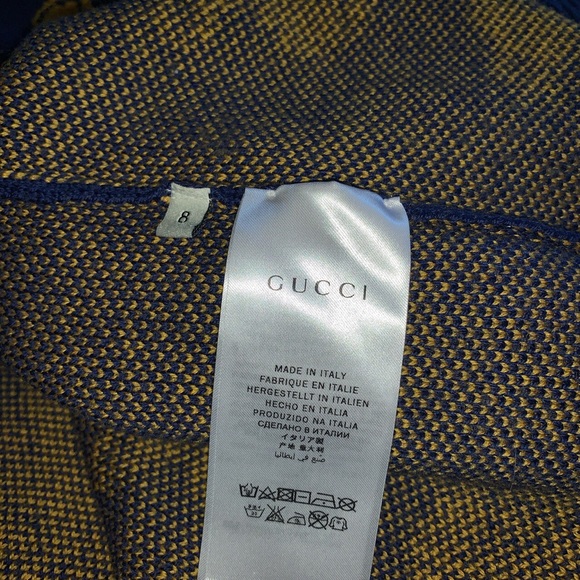 8
GUCCI
MADE IN ITALY
FABRIQUE EN ITALIE
HERGESTELLT IN ITALIEN
HECHO EN ITALIA
PRODUZIDO NA ITALIA
СДЕЛАНО В ИТАЛИИ
イタリア製
产地 意大利
صنع في إيطاليا